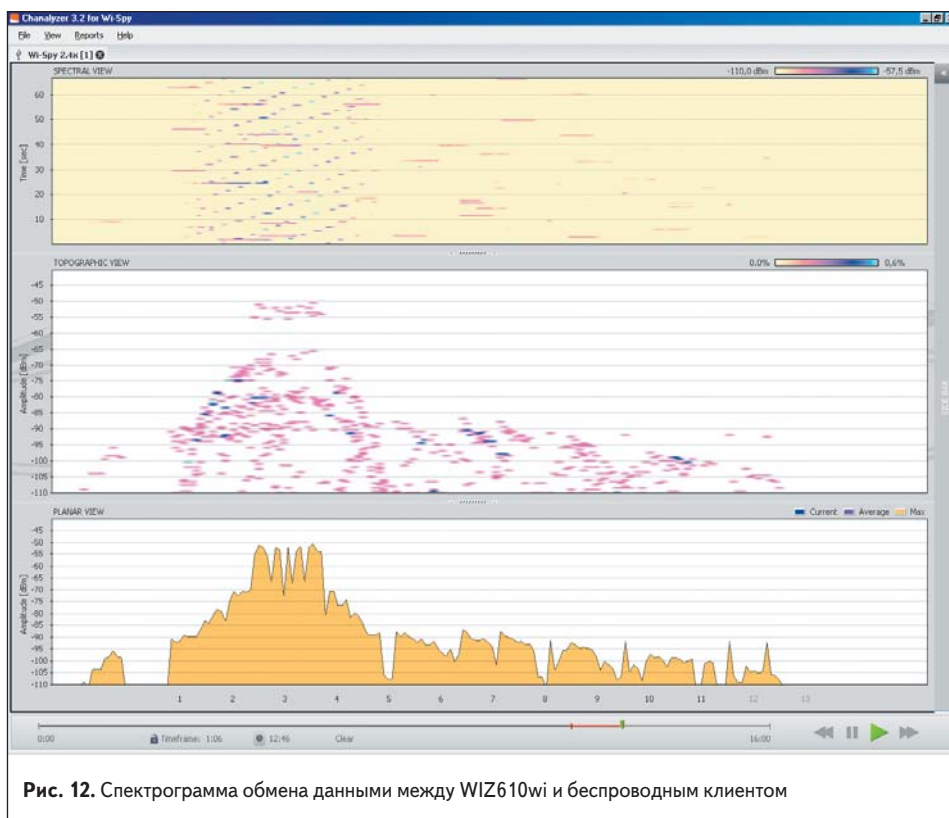 Chanalyzer 3.2 for Wi-Spy
File View Reports Help
Wi-Spy 2.4x [1]
SPECTRAL VIEW -110,0 dBm -57,5 dBm
Time [sec]
60
50
40
30
20
10
TOPOGRAPHIC VIEW 0.0% 0,6%
Amplitude [dBm]
-45
-50
-55
-60
-65
-70
-75
-80
-85
-90
-95
-100
-105
-110
PLANAR VIEW Current Average Max
Amplitude [dBm]
-45
-50
-55
-60
-65
-70
-75
-80
-85
-90
-95
-100
-105
-110
1 2 3 4 5 6 7 8 9 10 11 12 13
0:00 Timeframe: 1:06 12:46 Clear 16:00
SIDE BAR
Рис. 12. Спектрограмма обмена данными между WIZ610wi и беспроводным клиентом